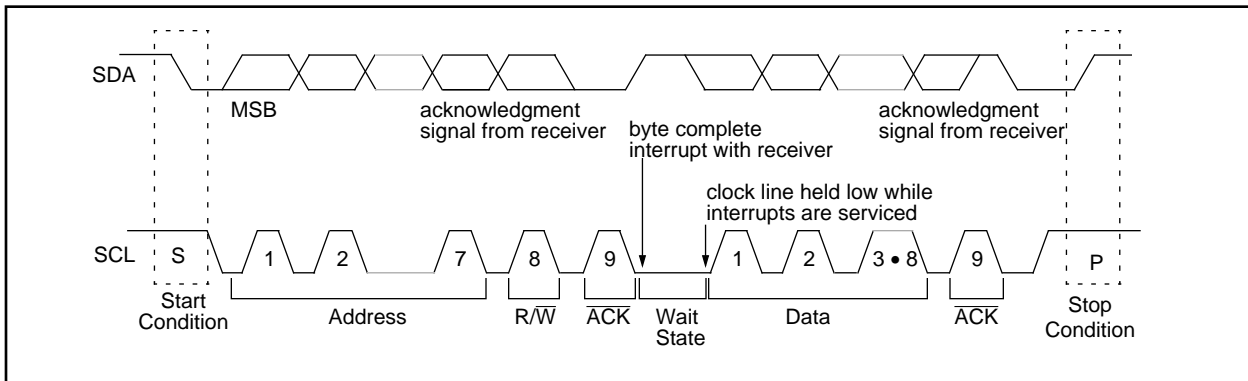 SDA
MSB
acknowledgment
signal from receiver
byte complete
interrupt with receiver
acknowledgment
signal from receiver
clock line held low while
interrupts are serviced
SCL
S
1
2
7
8
9
1
2
3 • 8
9
P
Start
Condition
Address
R/W̅
A̅C̅K̅
Wait
State
Data
A̅C̅K̅
Stop
Condition